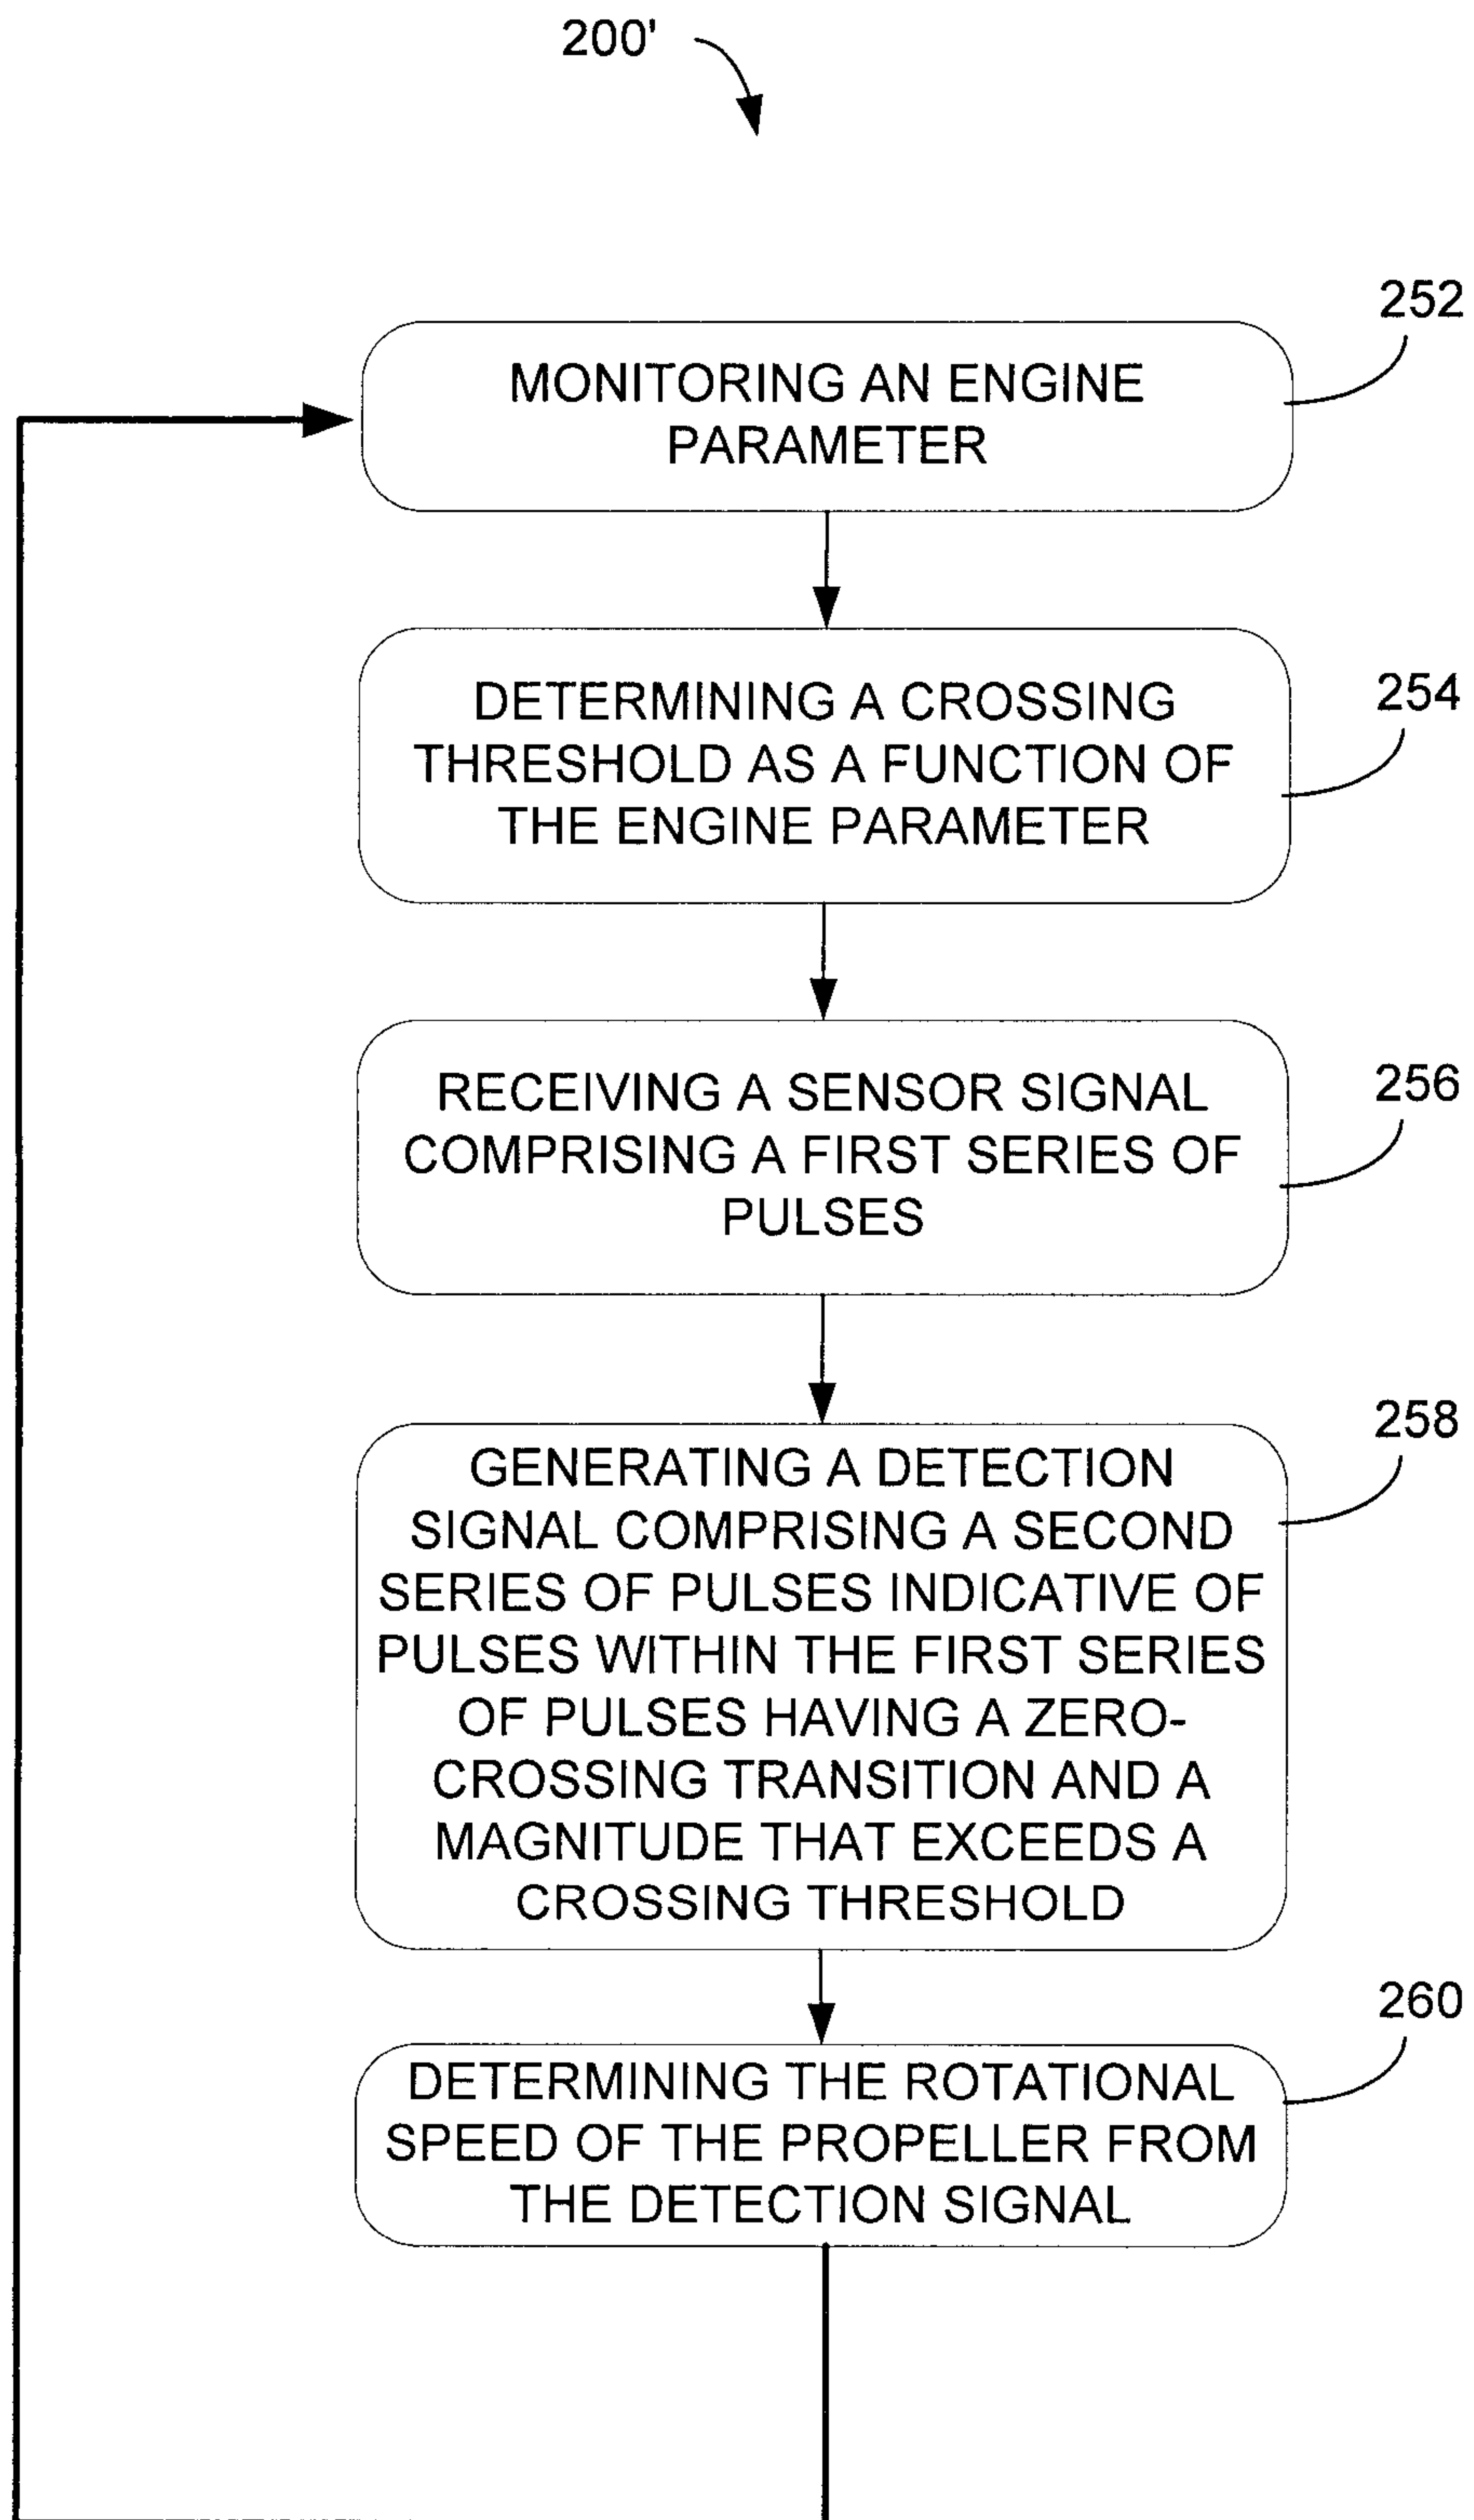 200'
252
MONITORING AN ENGINE
PARAMETER
254
DETERMINING A CROSSING
THRESHOLD AS A FUNCTION OF
THE ENGINE PARAMETER
256
RECEIVING A SENSOR SIGNAL
COMPRISING A FIRST SERIES OF
PULSES
258
GENERATING A DETECTION
SIGNAL COMPRISING A SECOND
SERIES OF PULSES INDICATIVE OF
PULSES WITHIN THE FIRST SERIES
OF PULSES HAVING A ZERO-
CROSSING TRANSITION AND A
MAGNITUDE THAT EXCEEDS A
CROSSING THRESHOLD
260
DETERMINING THE ROTATIONAL
SPEED OF THE PROPELLER FROM
THE DETECTION SIGNAL